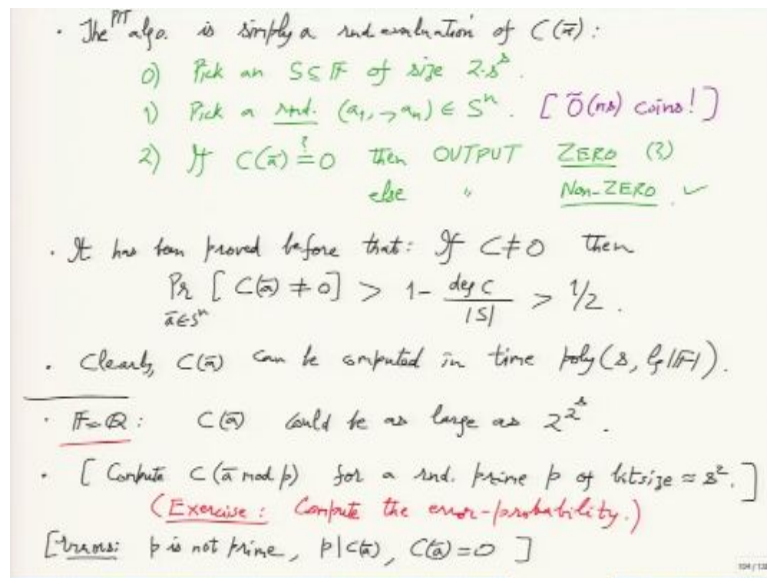 · The PIT algo. is simply a rnd evaluation of C(x̄) :
0) Pick an S⊆𝔽 of size 2·s^s.
1) Pick a rnd. (a₁,→aₙ) ∈ Sⁿ. [Õ(ns) coins!]
2) If C(ā) ≟ 0 then OUTPUT ZERO (?)
else " Non-ZERO ✓
· It has been proved before that: If C≠0 then
Pr [C(ā) ≠ 0] > 1 - deg C / |S| > 1/2 .
ā∈Sⁿ
· Clearly, C(ā) can be computed in time poly(s, lg|𝔽|).
· 𝔽=ℚ : C(ā) could be as large as 2^2^s .
· [Compute C(ā mod p) for a rnd. prime p of bitsize ≈ s².]
(Exercise : Compute the error-probability.)
[Errors: p is not prime, p|C(ā), C(ā)=0 ]